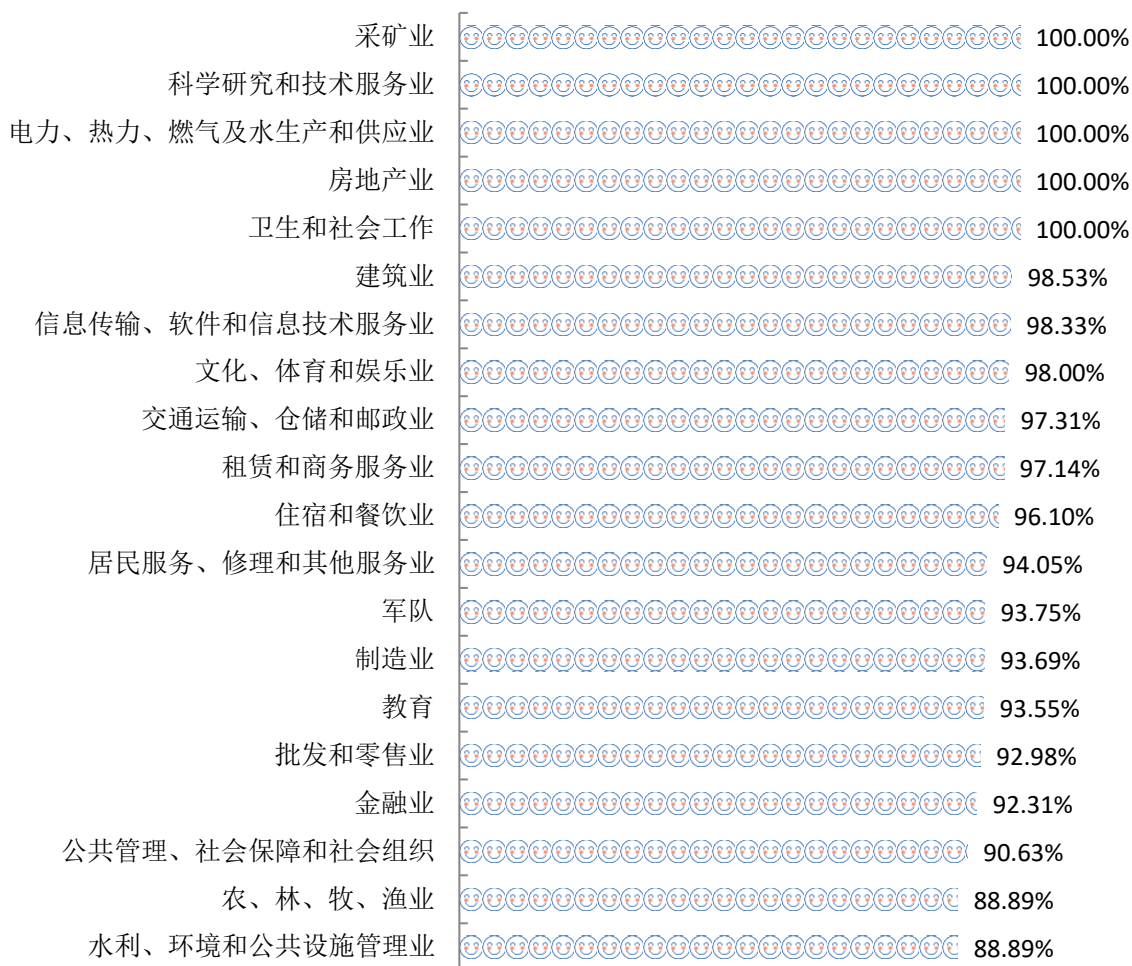 采矿业 100.00%
科学研究和技术服务业 100.00%
电力、热力、燃气及水生产和供应业 100.00%
房地产业 100.00%
卫生和社会工作 100.00%
建筑业 98.53%
信息传输、软件和信息技术服务业 98.33%
文化、体育和娱乐业 98.00%
交通运输、仓储和邮政业 97.31%
租赁和商务服务业 97.14%
住宿和餐饮业 96.10%
居民服务、修理和其他服务业 94.05%
军队 93.75%
制造业 93.69%
教育 93.55%
批发和零售业 92.98%
金融业 92.31%
公共管理、社会保障和社会组织 90.63%
农、林、牧、渔业 88.89%
水利、环境和公共设施管理业 88.89%